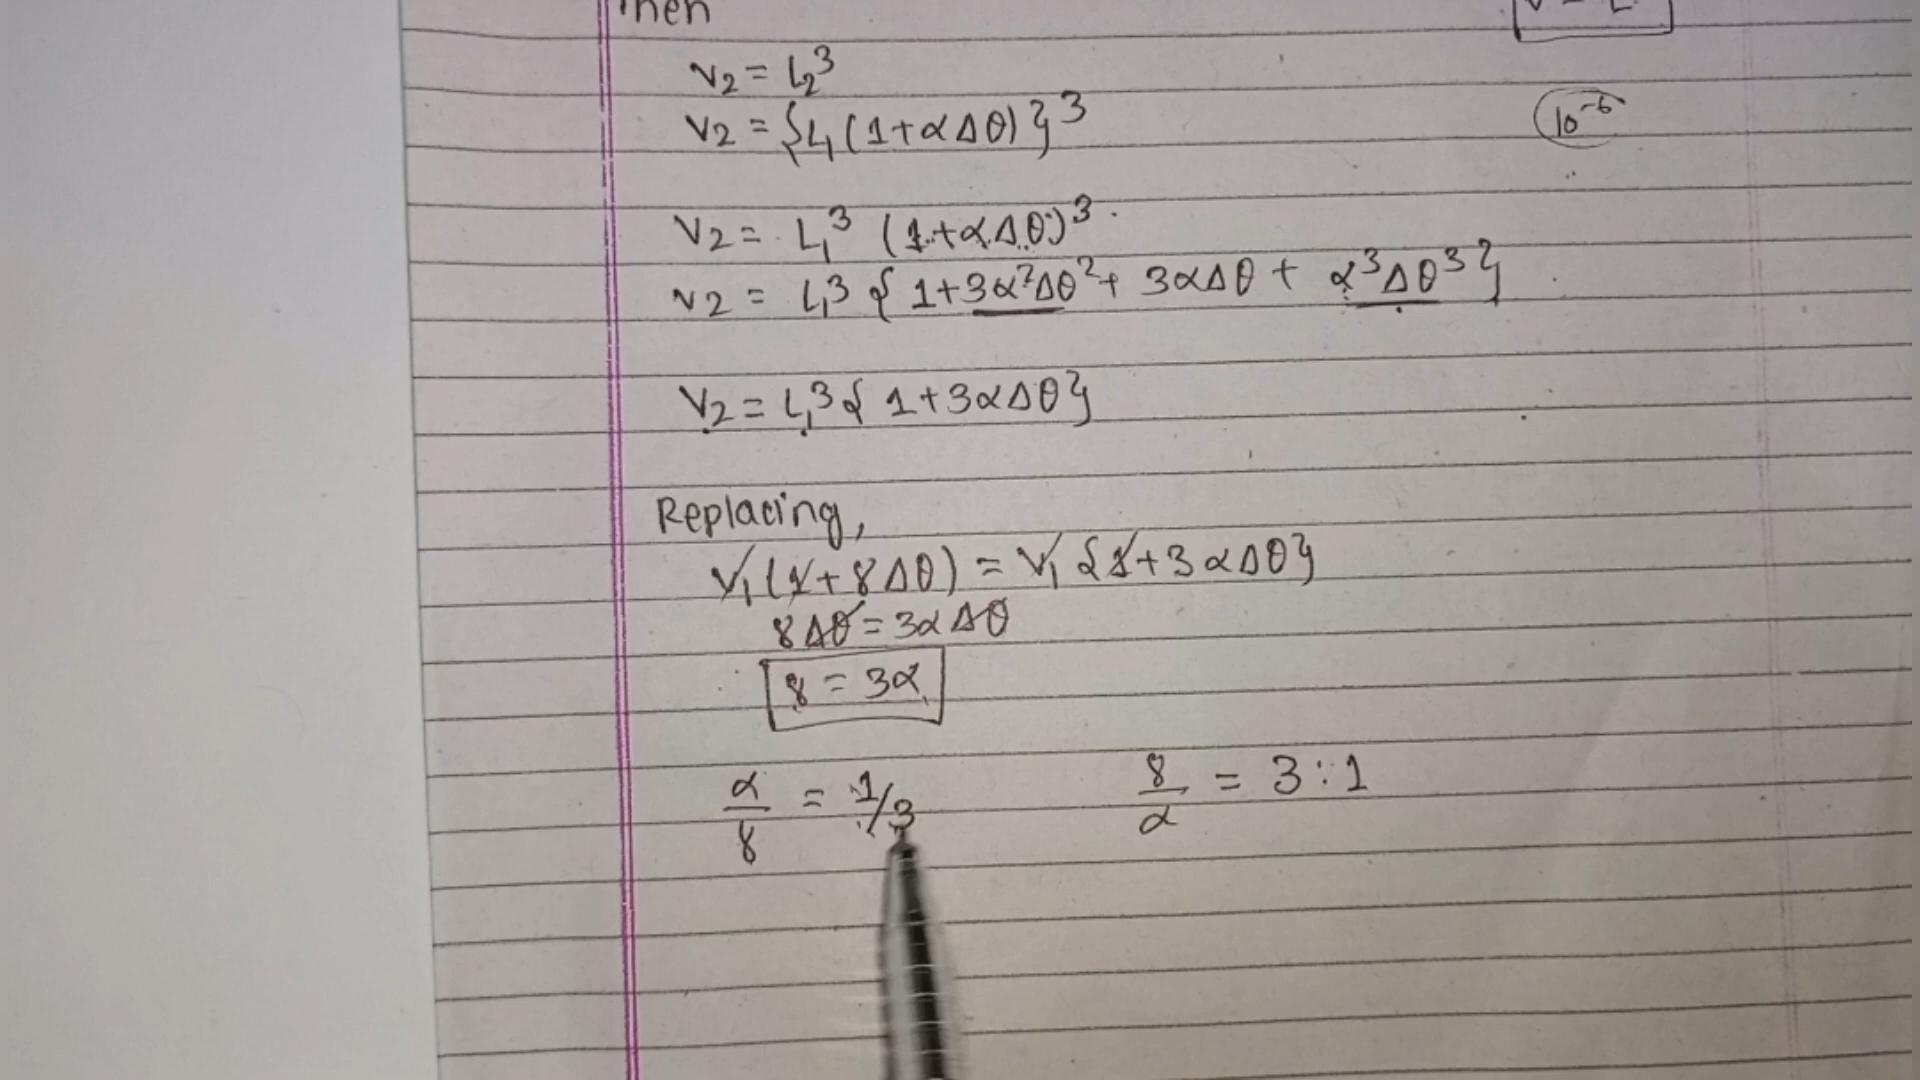 Then
V2 = L2³
V2 = {L1 (1+αΔθ)}³
10⁻⁶
V2 = L1³ (1+αΔθ)³
V2 = L1³ { 1+3α²Δθ²+ 3αΔθ + α³Δθ³}
V2 = L1³ { 1+3αΔθ}
Replacing,
V1 (1+γΔθ) = V1 {1+3αΔθ}
γΔθ = 3αΔθ
γ = 3α
α/γ = 1/3
γ/α = 3:1